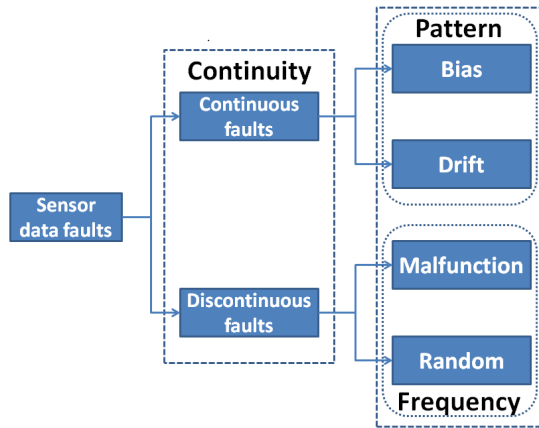 Pattern
Continuity
Bias
Continuous
faults
Drift
Sensor
data faults
Malfunction
Discontinuous
faults
Random
Frequency